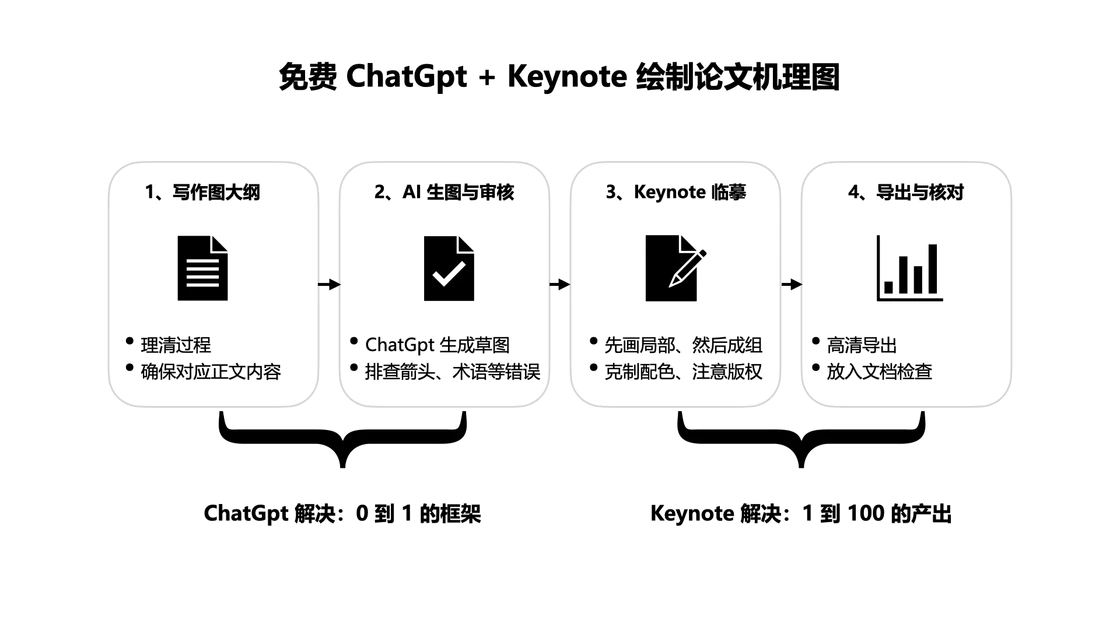 免费 ChatGpt + Keynote 绘制论文机理图
1、写作图大纲
• 理清过程
• 确保对应正文内容
2、AI 生图与审核
• ChatGpt 生成草图
• 排查箭头、术语等错误
3、Keynote 临摹
• 先画局部、然后成组
• 克制配色、注意版权
4、导出与核对
• 高清导出
• 放入文档检查
ChatGpt 解决：0 到 1 的框架
Keynote 解决：1 到 100 的产出